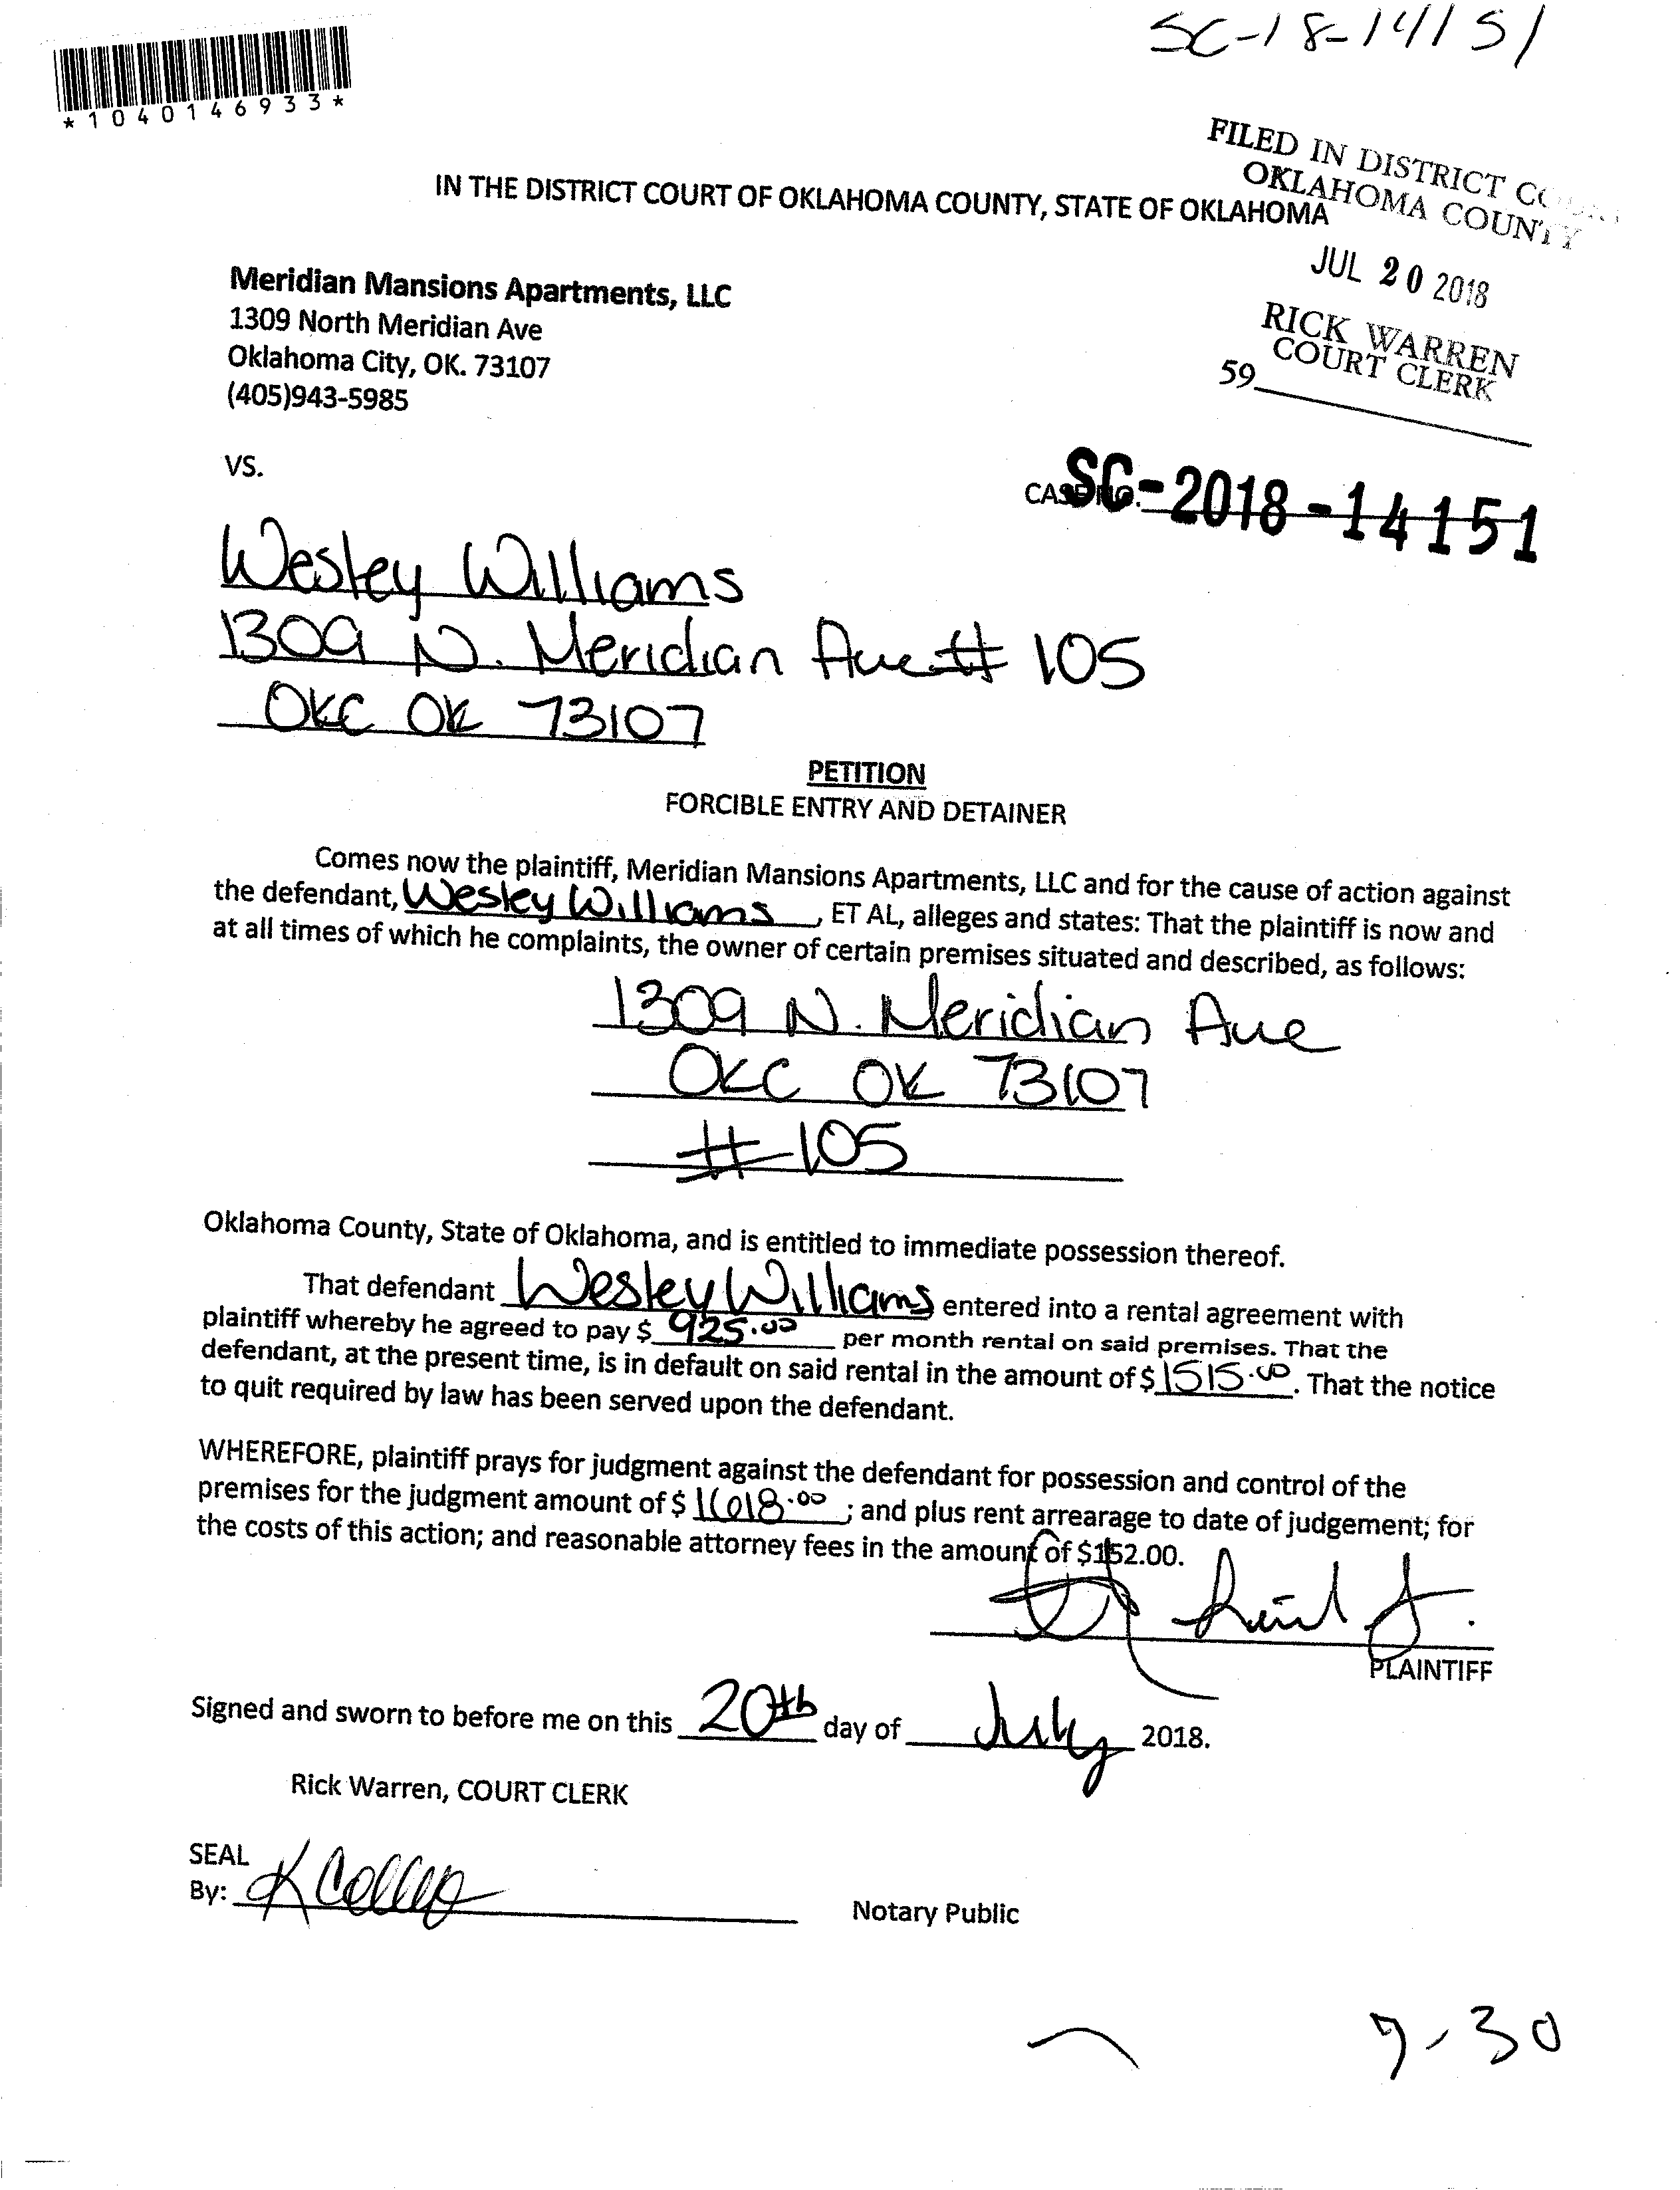 SC-18-14151
*1040146933*
FILED IN DISTRICT COURT
OKLAHOMA COUNTY
IN THE DISTRICT COURT OF OKLAHOMA COUNTY, STATE OF OKLAHOMA
JUL 20 2018
Meridian Mansions Apartments, LLC
1309 North Meridian Ave
Oklahoma City, OK. 73107
(405)943-5985
RICK WARREN
COURT CLERK
59
VS.
CASE NO. SC-2018-14151
Wesley Williams
1309 N. Meridian Ave # 105
OKC OK 73107
PETITION
FORCIBLE ENTRY AND DETAINER
Comes now the plaintiff, Meridian Mansions Apartments, LLC and for the cause of action against
the defendant, Wesley Williams, ET AL, alleges and states: That the plaintiff is now and
at all times of which he complaints, the owner of certain premises situated and described, as follows:
1309 N. Meridian Ave
OKC OK 73107
# 105
Oklahoma County, State of Oklahoma, and is entitled to immediate possession thereof.
That defendant Wesley Williams entered into a rental agreement with
plaintiff whereby he agreed to pay $ 925.00 per month rental on said premises. That the
defendant, at the present time, is in default on said rental in the amount of $ 1515.00. That the notice
to quit required by law has been served upon the defendant.
WHEREFORE, plaintiff prays for judgment against the defendant for possession and control of the
premises for the judgment amount of $ ; and plus rent arrearage to date of judgement; for
the costs of this action; and reasonable attorney fees in the amount of $152.00.
PLAINTIFF
Signed and sworn to before me on this 20th day of July 2018.
Rick Warren, COURT CLERK
SEAL
By:
Notary Public
7-30